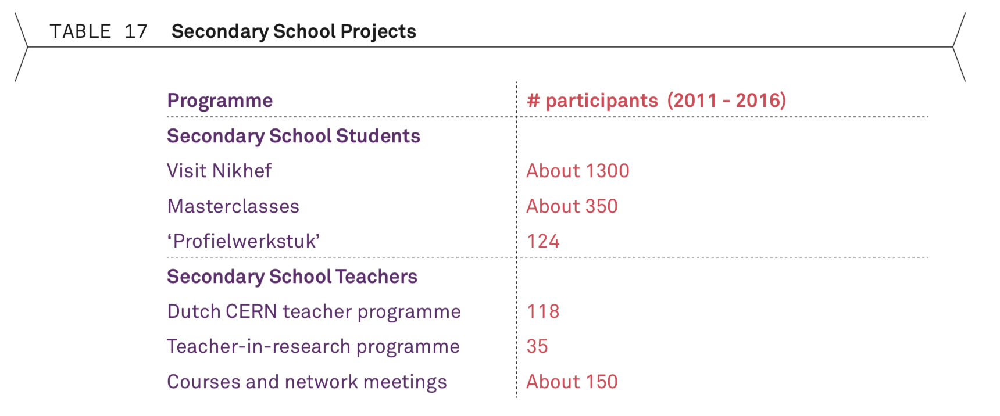 TABLE 17 Secondary School Projects
Programme # participants (2011 - 2016)
Secondary School Students
Visit Nikhef About 1300
Masterclasses About 350
‘Profielwerkstuk’ 124
Secondary School Teachers
Dutch CERN teacher programme 118
Teacher-in-research programme 35
Courses and network meetings About 150